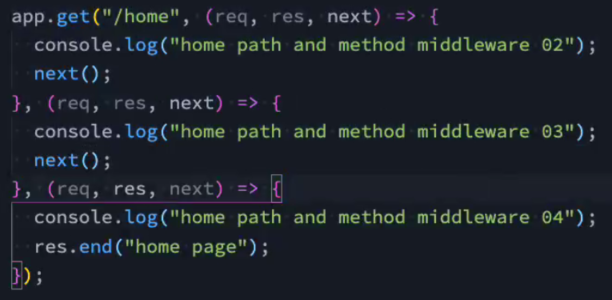 app.get("/home", (req, res, next) => {
  console.log("home path and method middleware 02");
  next();
}, (req, res, next) => {
  console.log("home path and method middleware 03");
  next();
}, (req, res, next) => {
  console.log("home path and method middleware 04");
  res.end("home page");
});